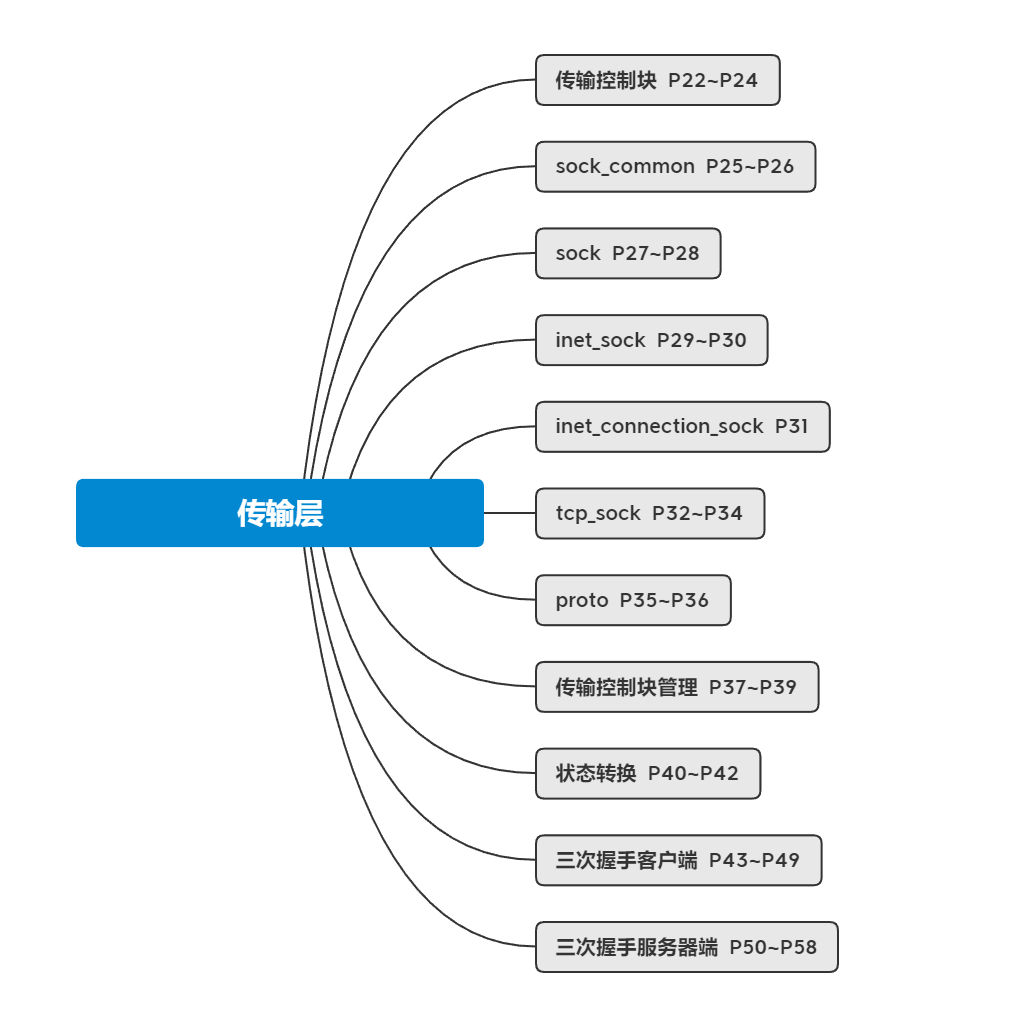 传输控制块 P22~P24
sock_common P25~P26
sock P27~P28
inet_sock P29~P30
inet_connection_sock P31
传输层
tcp_sock P32~P34
proto P35~P36
传输控制块管理 P37~P39
状态转换 P40~P42
三次握手客户端 P43~P49
三次握手服务器端 P50~P58